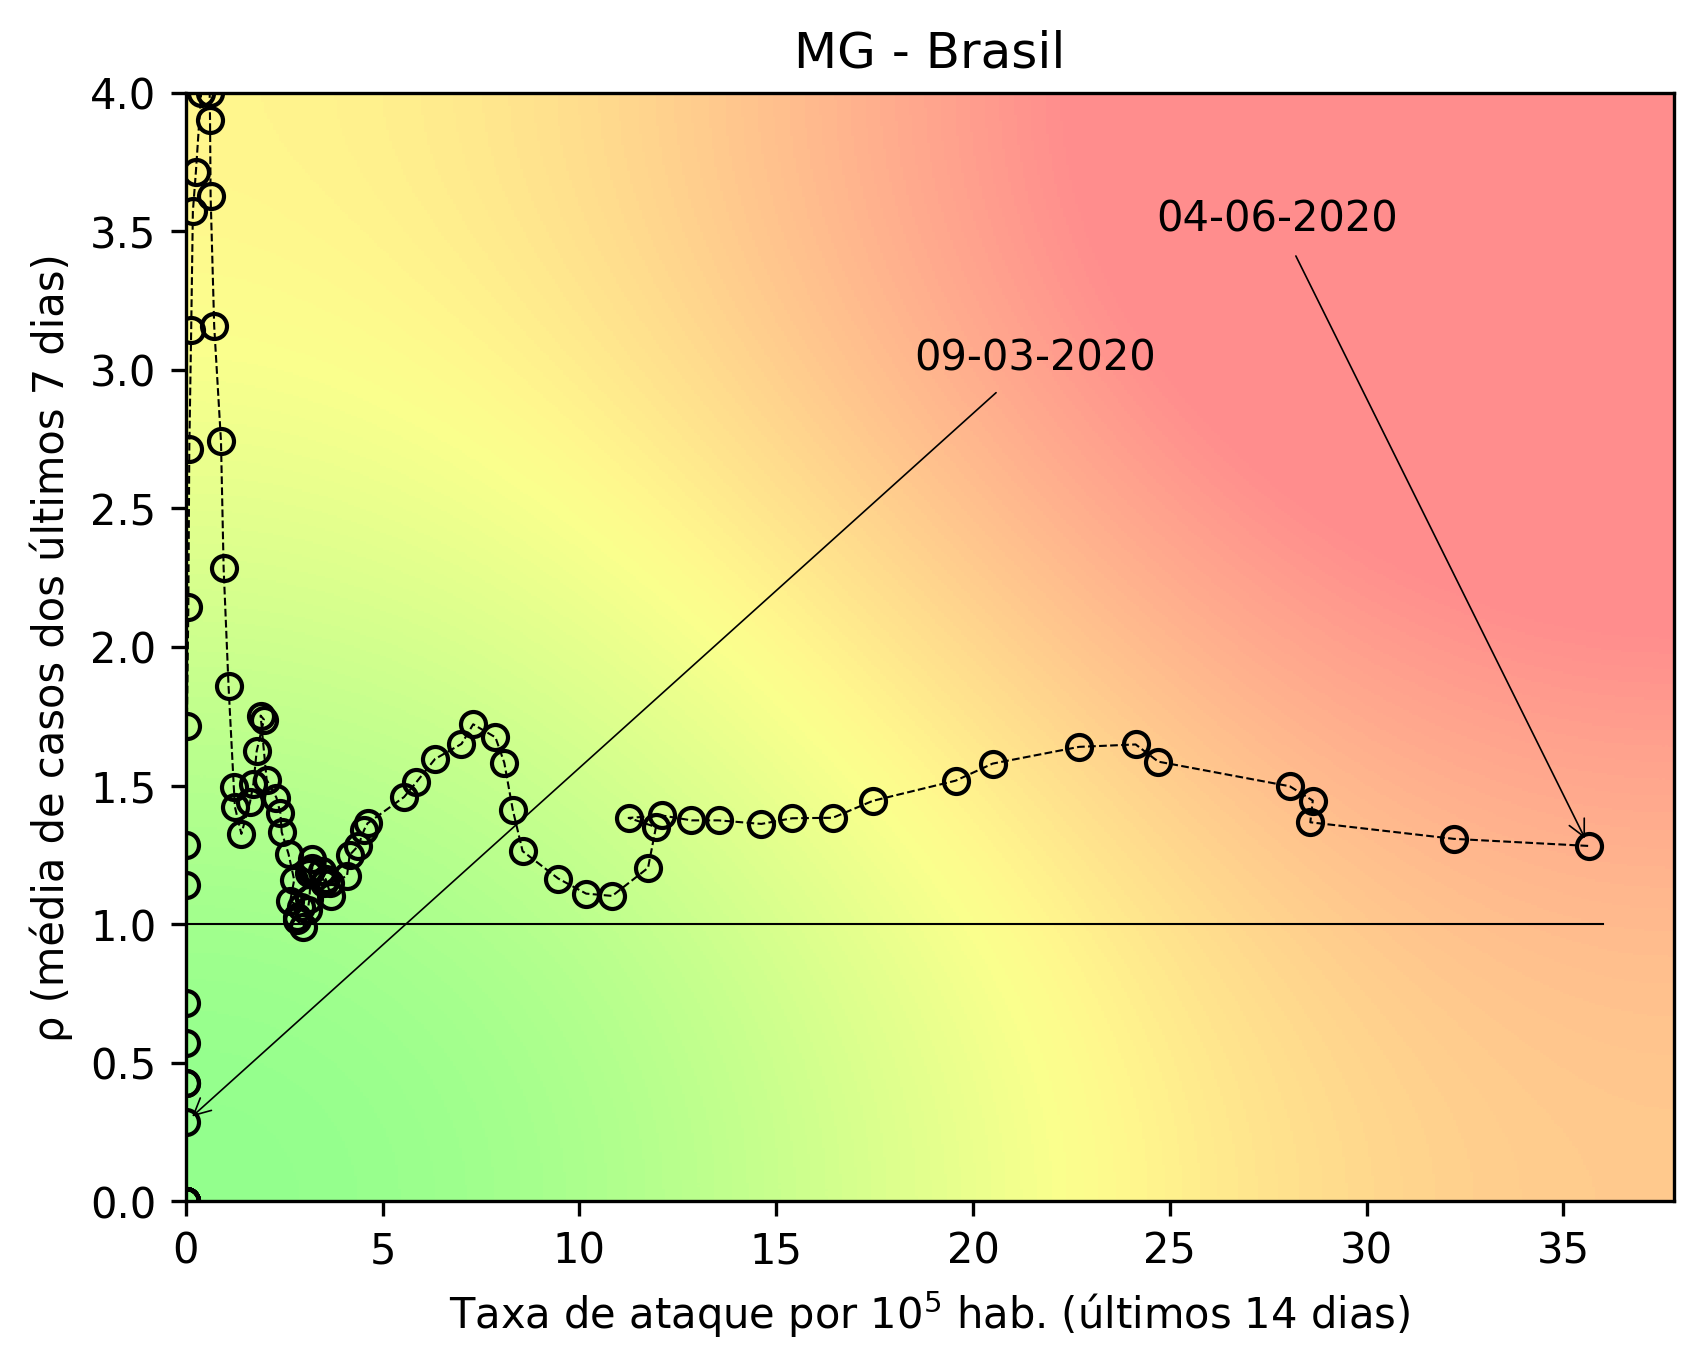 MG - Brasil
4.0
3.5
3.0
2.5
2.0
1.5
1.0
0.5
0.0
ρ (média de casos dos últimos 7 dias)
04-06-2020
09-03-2020
0 5 10 15 20 25 30 35
Taxa de ataque por 10⁵ hab. (últimos 14 dias)